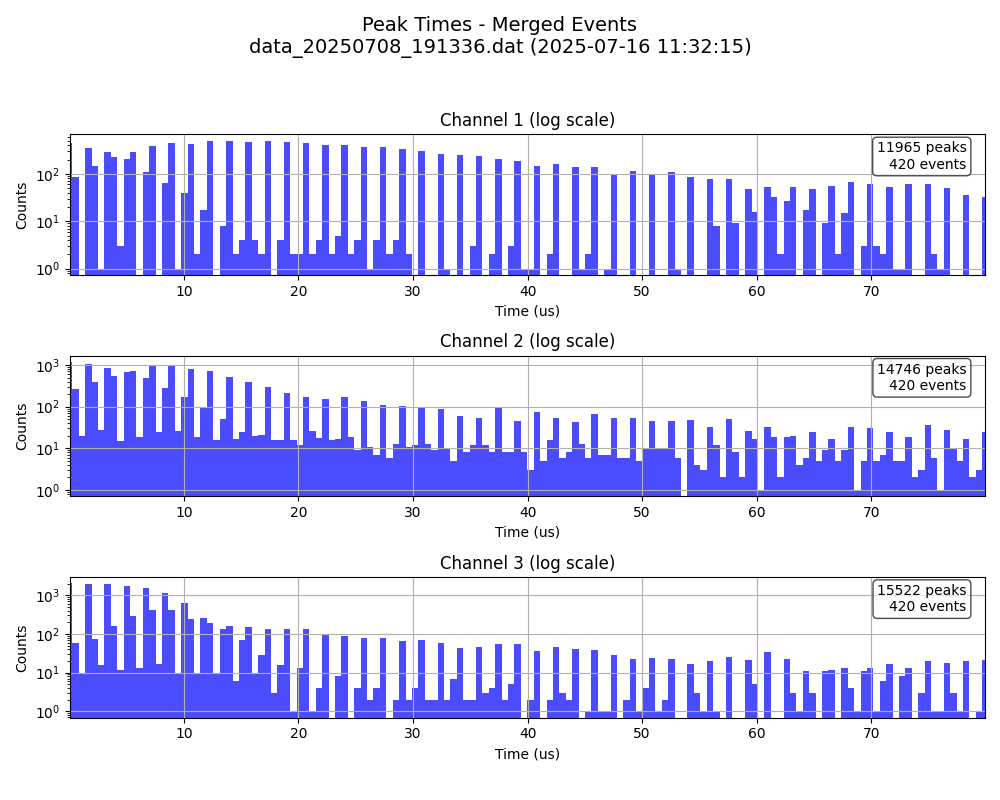 Peak Times - Merged Events
data_20250708_191336.dat (2025-07-16 11:32:15)
Channel 1 (log scale)
11965 peaks
420 events
Counts
10²
10¹
10⁰
10 20 30 40 50 60 70
Time (us)
Channel 2 (log scale)
14746 peaks
420 events
Counts
10³
10²
10¹
10⁰
10 20 30 40 50 60 70
Time (us)
Channel 3 (log scale)
15522 peaks
420 events
Counts
10³
10²
10¹
10⁰
10 20 30 40 50 60 70
Time (us)